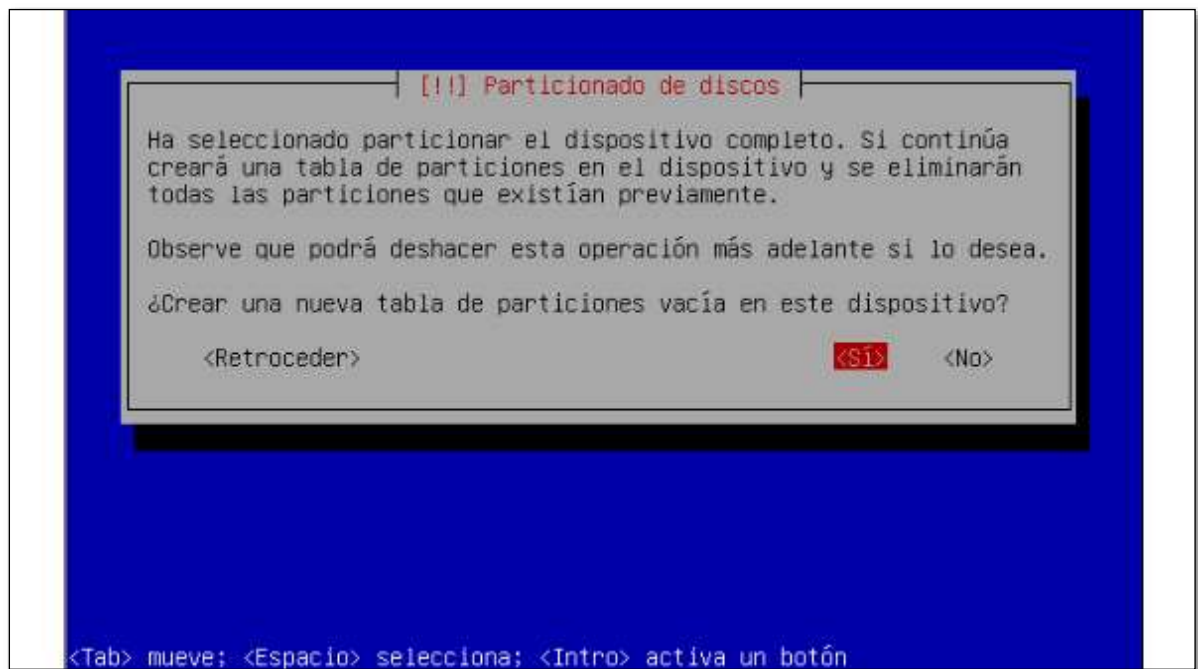 [!!] Particionado de discos
Ha seleccionado particionar el dispositivo completo. Si continúa
creará una tabla de particiones en el dispositivo y se eliminarán
todas las particiones que existían previamente.
Observe que podrá deshacer esta operación más adelante si lo desea.
¿Crear una nueva tabla de particiones vacía en este dispositivo?
<Retroceder> <Sí> <No>
<Tab> mueve; <Espacio> selecciona; <Intro> activa un botón